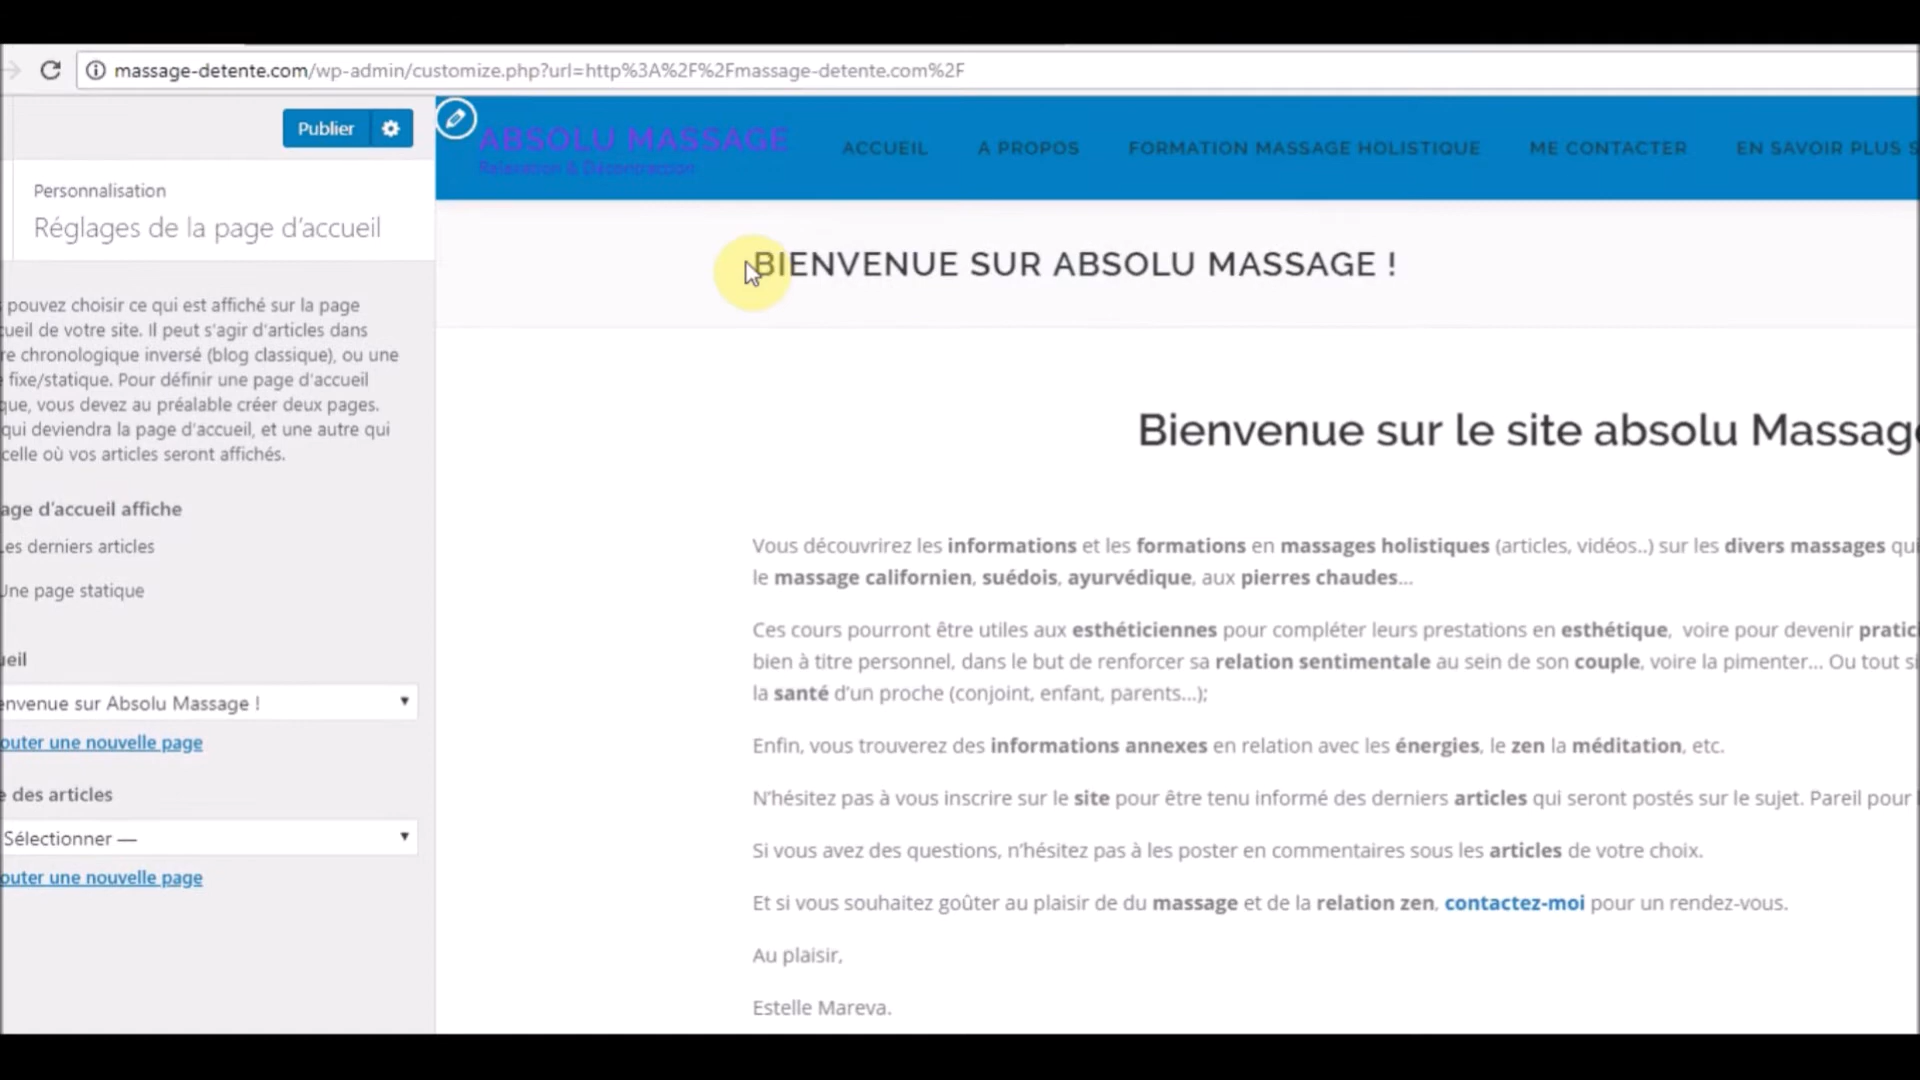 massage-detente.com/wp-admin/customize.php?url=http%3A%2F%2Fmassage-detente.com%2F
Publier
Personnalisation
Réglages de la page d'accueil
pouvez choisir ce qui est affiché sur la page
ueil de votre site. Il peut s'agir d'articles dans
re chronologique inversé (blog classique), ou une
fixe/statique. Pour définir une page d'accueil
que, vous devez au préalable créer deux pages.
qui deviendra la page d'accueil, et une autre qui
celle où vos articles seront affichés.
age d'accueil affiche
Les derniers articles
Une page statique
ueil
envenue sur Absolu Massage !
outer une nouvelle page
e des articles
Sélectionner —
outer une nouvelle page
ABSOLU MASSAGE
Relaxation & Décontraction
ACCUEIL A PROPOS FORMATION MASSAGE HOLISTIQUE ME CONTACTER EN SAVOIR PLUS S
BIENVENUE SUR ABSOLU MASSAGE !
Bienvenue sur le site absolu Massage
Vous découvrirez les informations et les formations en massages holistiques (articles, vidéos..) sur les divers massages qui
le massage californien, suédois, ayurvédique, aux pierres chaudes...
Ces cours pourront être utiles aux esthéticiennes pour compléter leurs prestations en esthétique, voire pour devenir pratici
bien à titre personnel, dans le but de renforcer sa relation sentimentale au sein de son couple, voire la pimenter... Ou tout si
la santé d'un proche (conjoint, enfant, parents...);
Enfin, vous trouverez des informations annexes en relation avec les énergies, le zen la méditation, etc.
N'hésitez pas à vous inscrire sur le site pour être tenu informé des derniers articles qui seront postés sur le sujet. Pareil pour
Si vous avez des questions, n'hésitez pas à les poster en commentaires sous les articles de votre choix.
Et si vous souhaitez goûter au plaisir de du massage et de la relation zen, contactez-moi pour un rendez-vous.
Au plaisir,
Estelle Mareva.